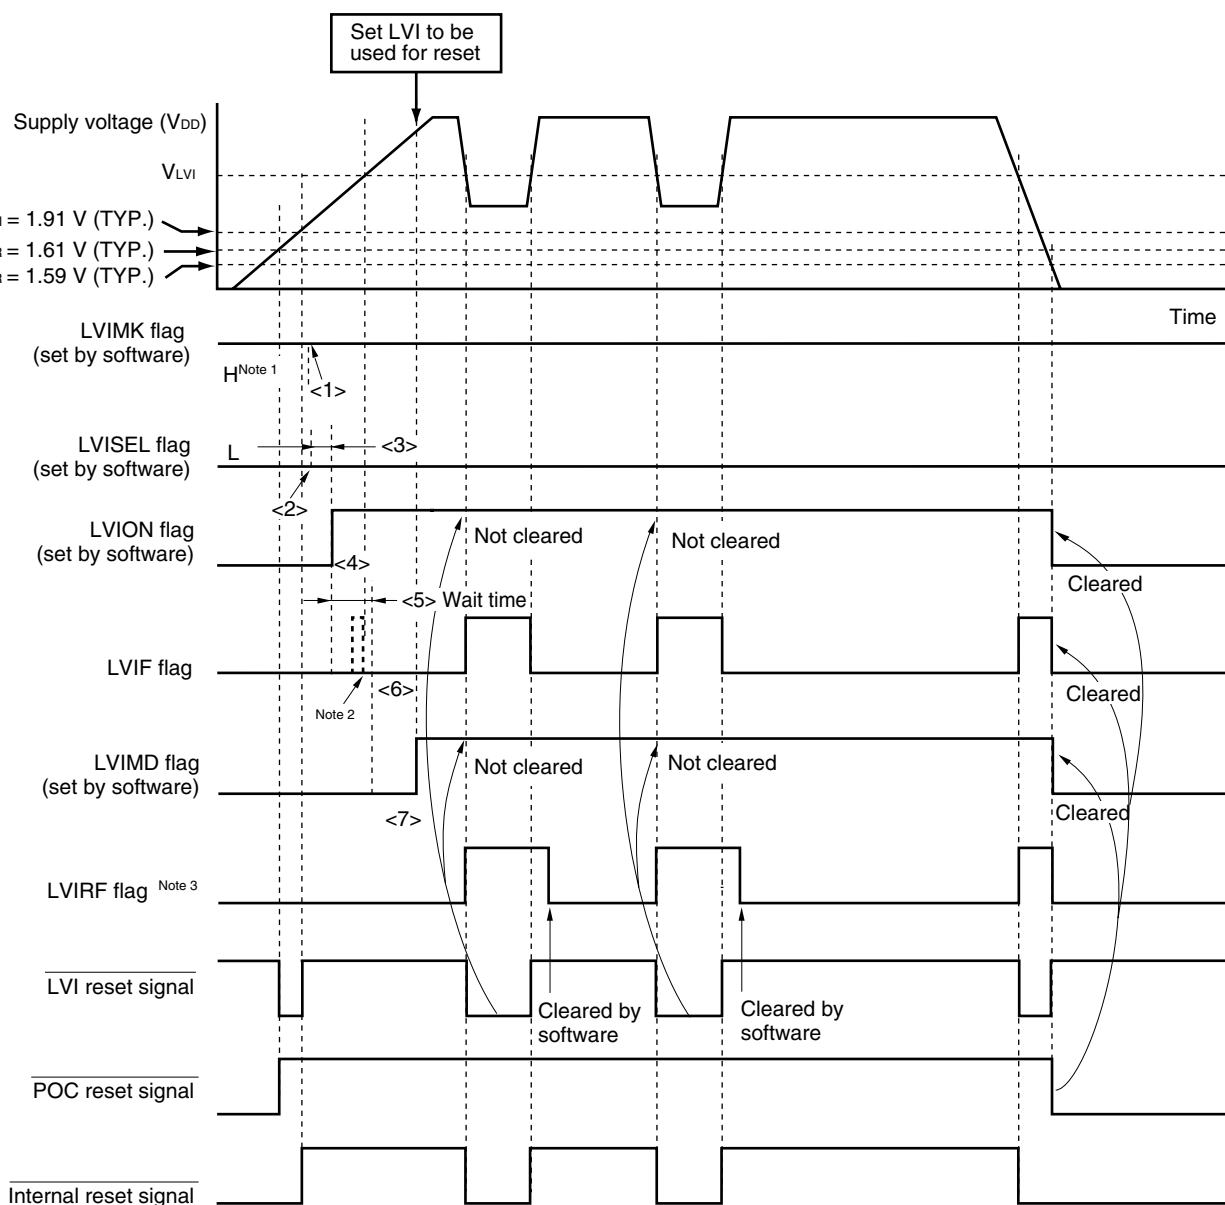 Set LVI to be
used for reset
Supply voltage (VDD)
VLVI
= 1.91 V (TYP.)
= 1.61 V (TYP.)
= 1.59 V (TYP.)
Time
LVIMK flag
(set by software)
H Note 1
<1>
LVISEL flag
(set by software)
L
<3>
<2>
LVION flag
(set by software)
Not cleared
Not cleared
<4>
Cleared
<5> Wait time
LVIF flag
<6>
Note 2
Cleared
LVIMD flag
(set by software)
Not cleared
Not cleared
<7>
Cleared
LVIRF flag Note 3
LVI reset signal
Cleared by
software
Cleared by
software
POC reset signal
Internal reset signal